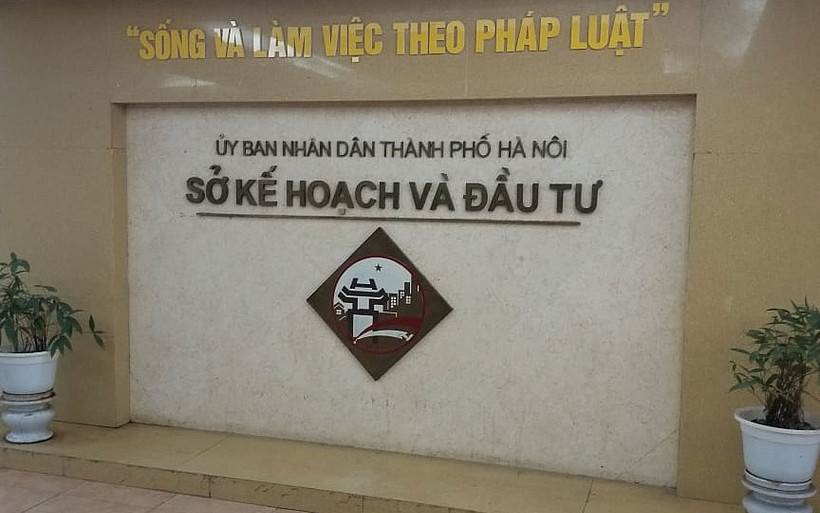 “SỐNG VÀ LÀM VIỆC THEO PHÁP LUẬT”
ỦY BAN NHÂN DÂN THÀNH PHỐ HÀ NÔI
SỞ KẾ HOẠCH VÀ ĐẦU TƯ